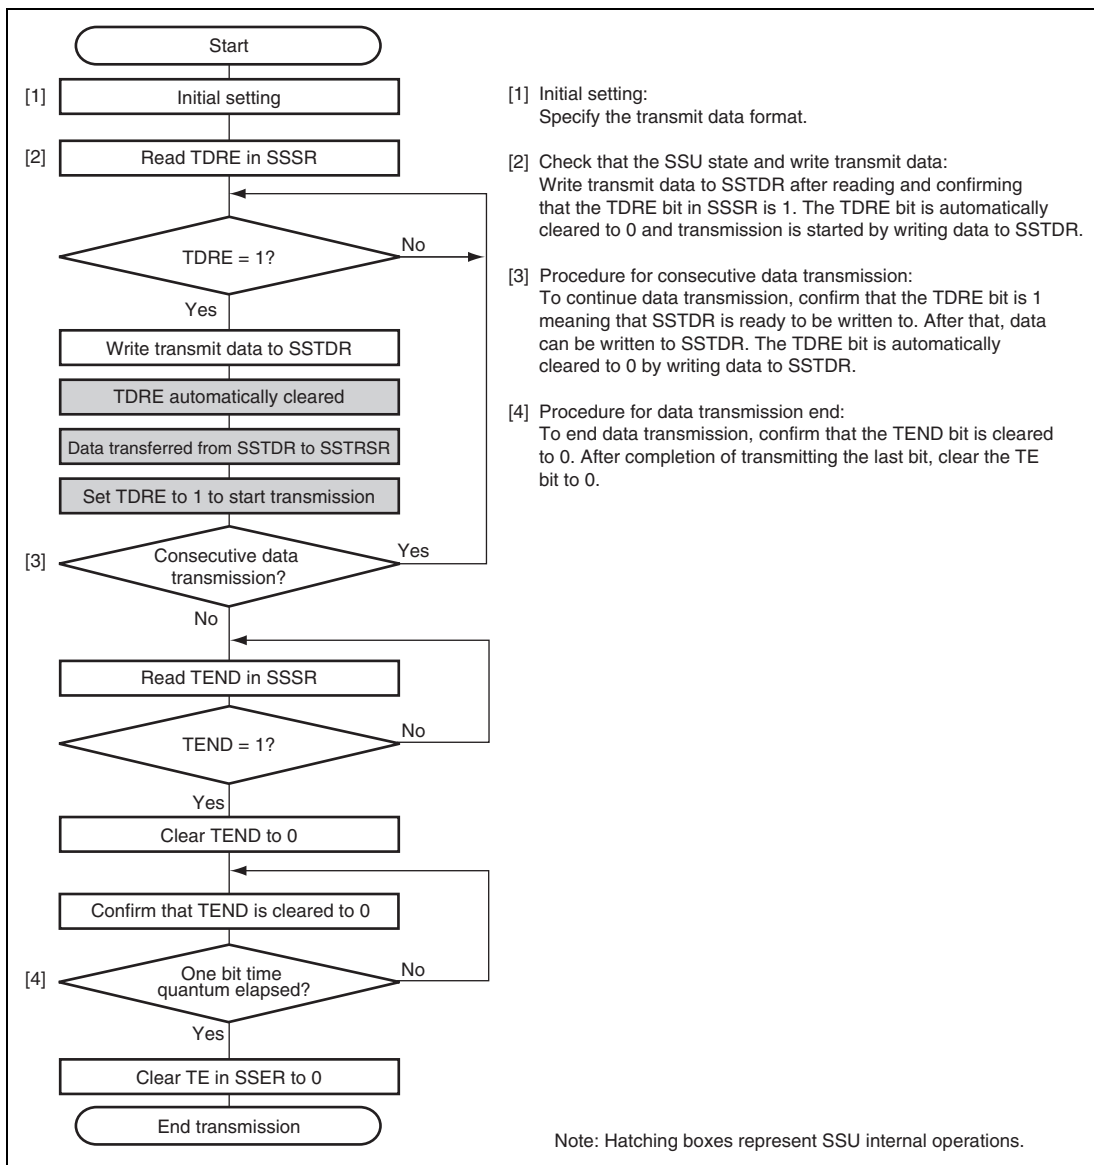 Start
[1] Initial setting
[2] Read TDRE in SSSR
TDRE = 1?
No
Yes
Write transmit data to SSTDR
TDRE automatically cleared
Data transferred from SSTDR to SSTRSR
Set TDRE to 1 to start transmission
[3] Consecutive data
transmission?
Yes
No
Read TEND in SSSR
TEND = 1?
No
Yes
Clear TEND to 0
Confirm that TEND is cleared to 0
[4] One bit time
quantum elapsed?
No
Yes
Clear TE in SSER to 0
End transmission
[1] Initial setting:
Specify the transmit data format.
[2] Check that the SSU state and write transmit data:
Write transmit data to SSTDR after reading and confirming
that the TDRE bit in SSSR is 1. The TDRE bit is automatically
cleared to 0 and transmission is started by writing data to SSTDR.
[3] Procedure for consecutive data transmission:
To continue data transmission, confirm that the TDRE bit is 1
meaning that SSTDR is ready to be written to. After that, data
can be written to SSTDR. The TDRE bit is automatically
cleared to 0 by writing data to SSTDR.
[4] Procedure for data transmission end:
To end data transmission, confirm that the TEND bit is cleared
to 0. After completion of transmitting the last bit, clear the TE
bit to 0.
Note: Hatching boxes represent SSU internal operations.